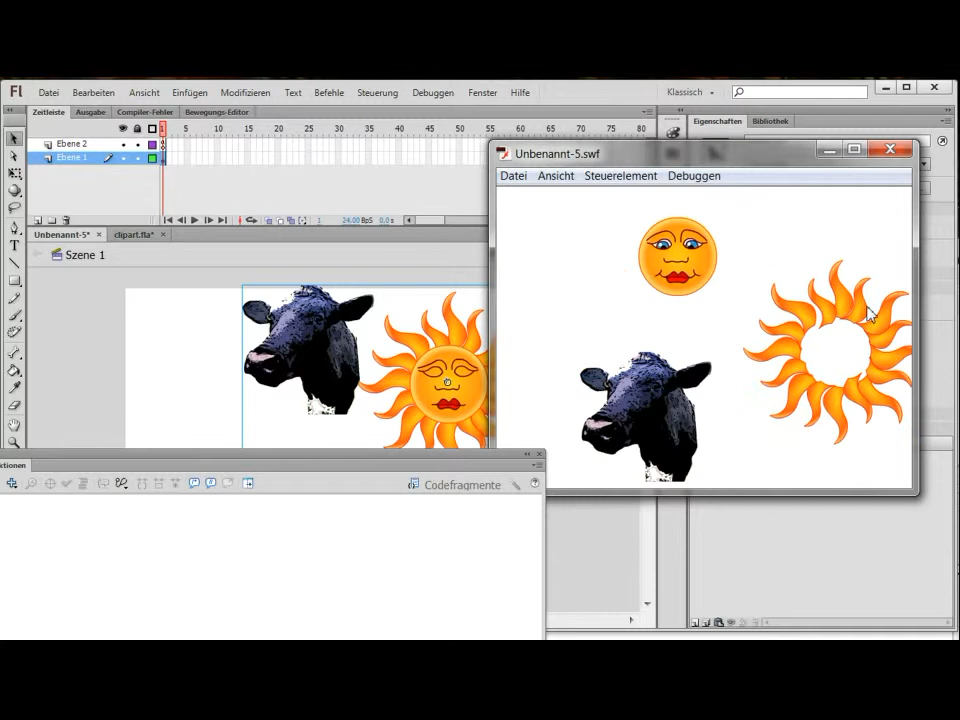 Fl Datei Bearbeiten Ansicht Einfügen Modifizieren Text Befehle Steuerung Debuggen Fenster Hilfe Klassisch
Zeitleiste Ausgabe Compiler-Fehler Bewegungs-Editor Eigenschaften Bibliothek
1 5 10 15 20 25 30 35 40 45 50 55 60 65 70 75 80
Ebene 2
Ebene 1
Unbenannt-5.swf
Datei Ansicht Steuerelement Debuggen
1 24.00 BpS 0.0 s
Unbenannt-5* clipart.fla*
Szene 1
ktionen
Codefragmente